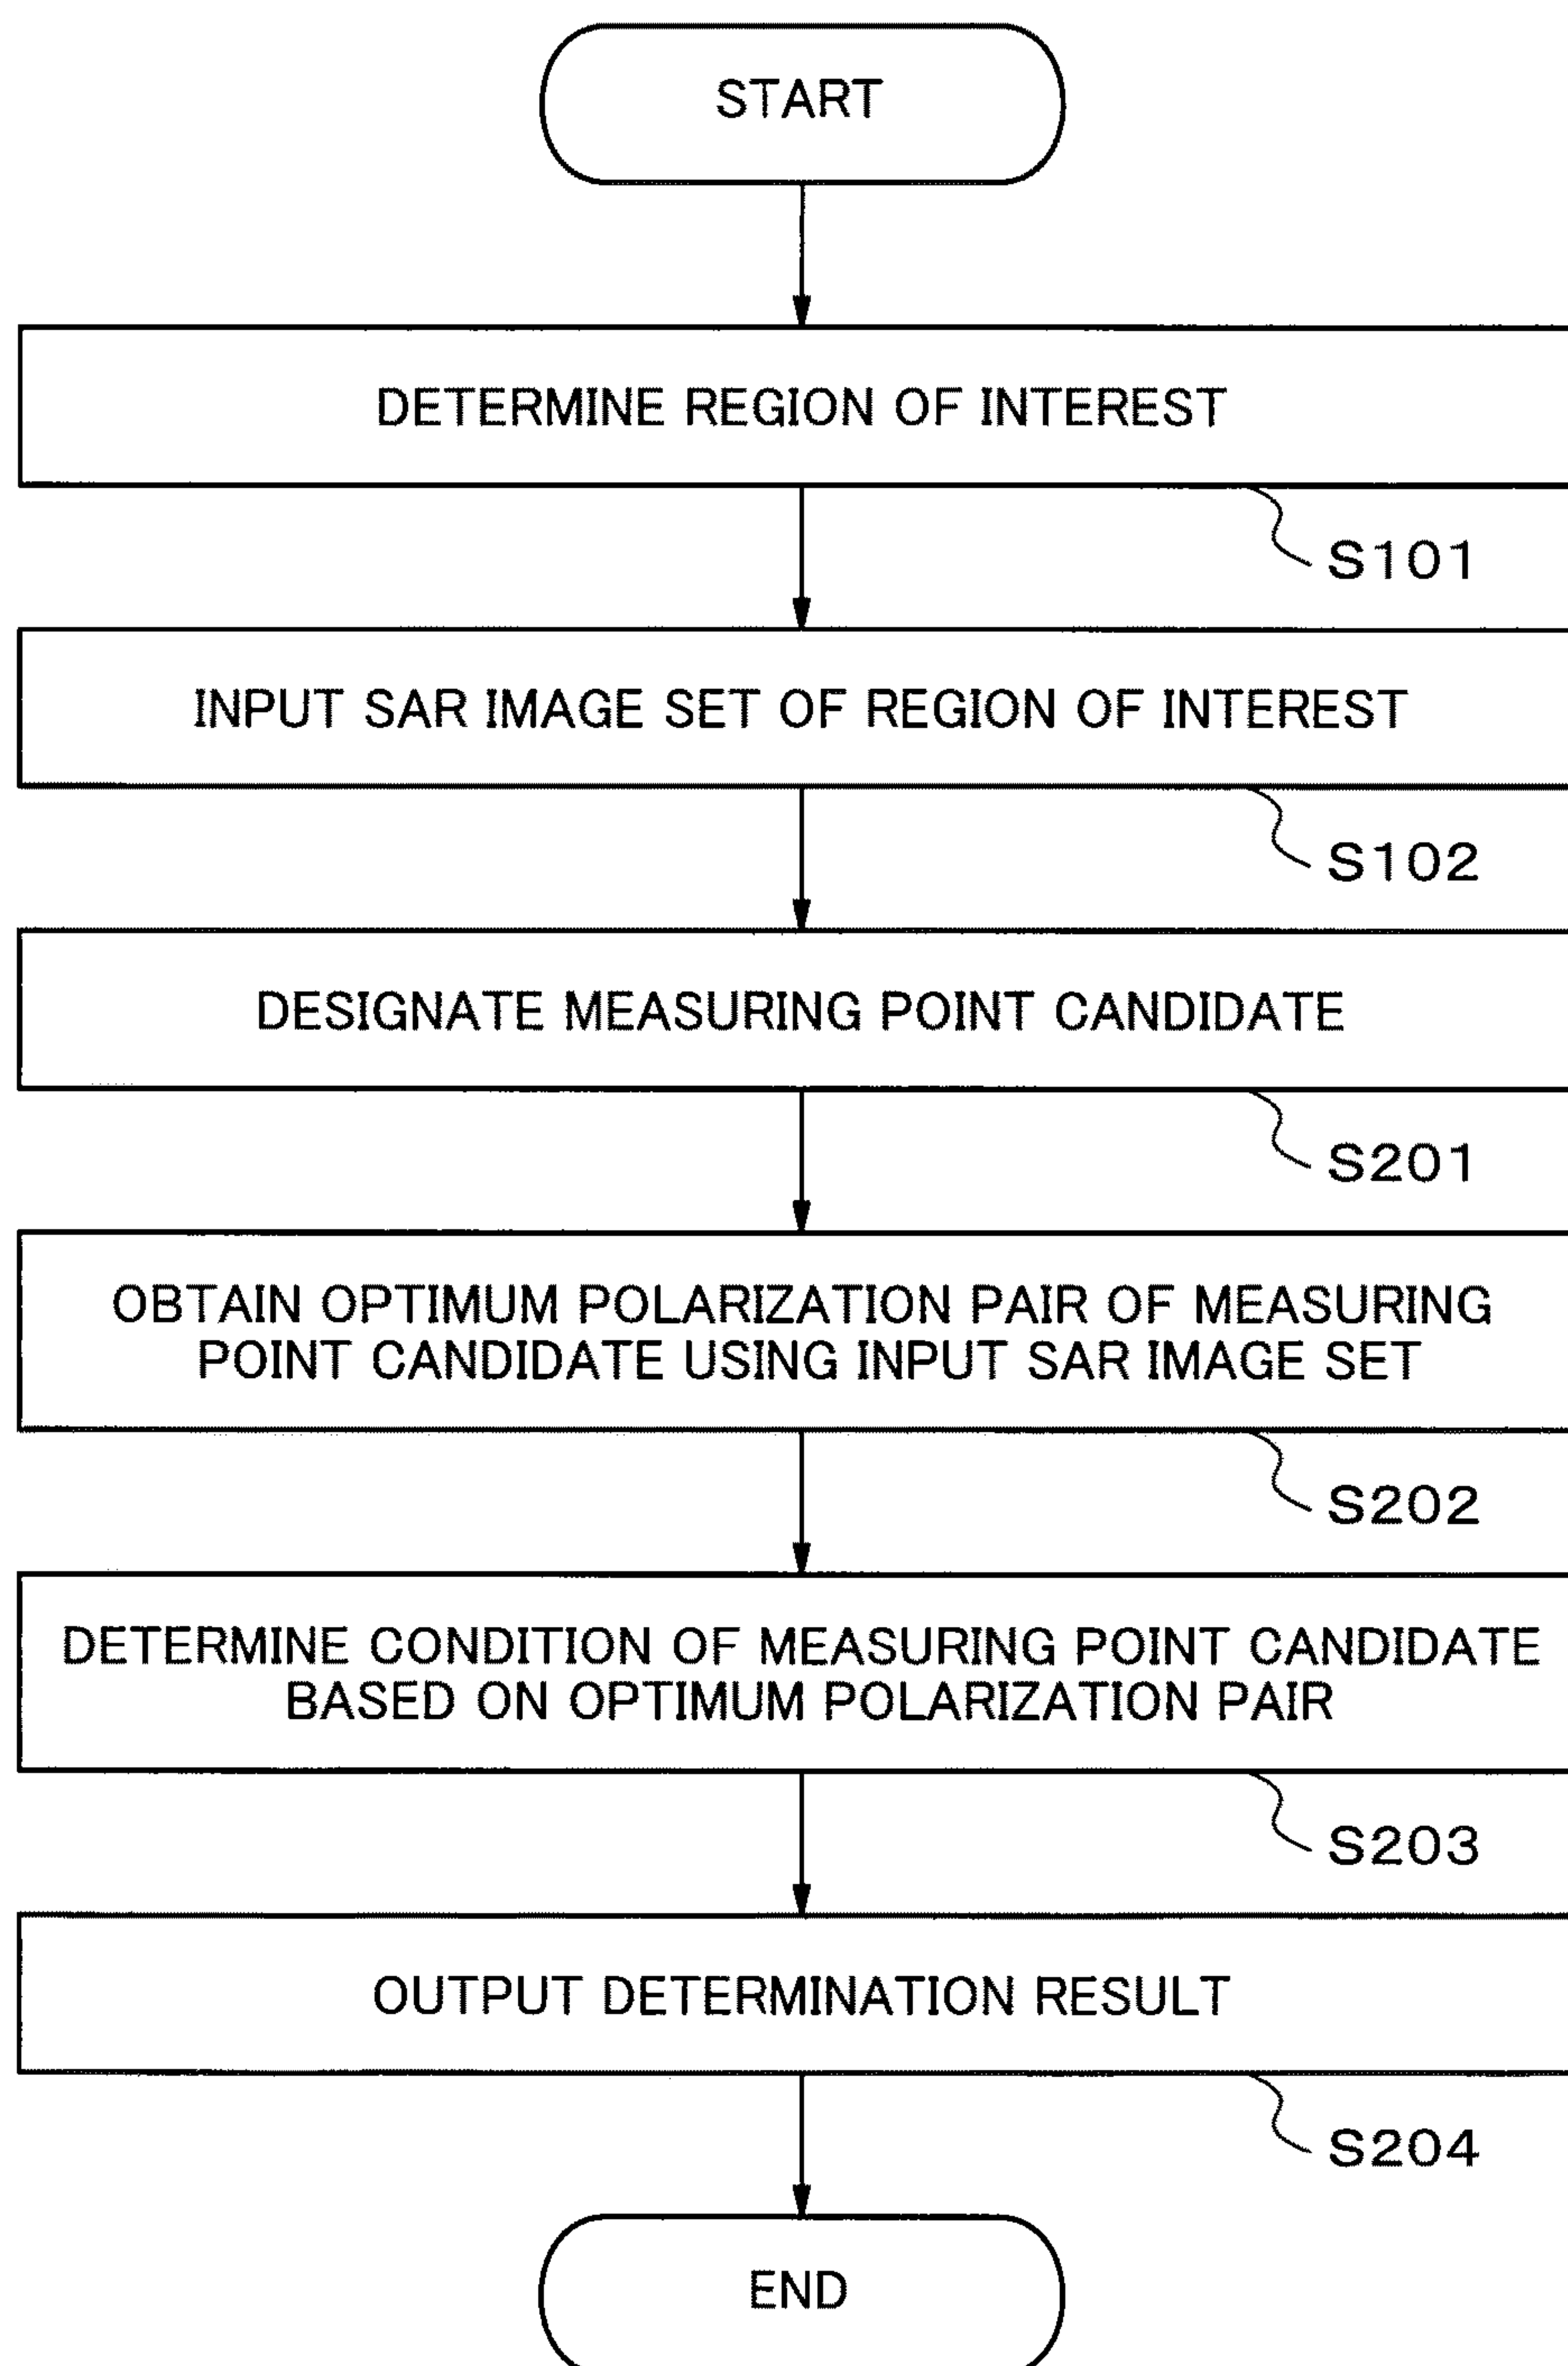 START
DETERMINE REGION OF INTEREST
S101
INPUT SAR IMAGE SET OF REGION OF INTEREST
S102
DESIGNATE MEASURING POINT CANDIDATE
S201
OBTAIN OPTIMUM POLARIZATION PAIR OF MEASURING
POINT CANDIDATE USING INPUT SAR IMAGE SET
S202
DETERMINE CONDITION OF MEASURING POINT CANDIDATE
BASED ON OPTIMUM POLARIZATION PAIR
S203
OUTPUT DETERMINATION RESULT
S204
END